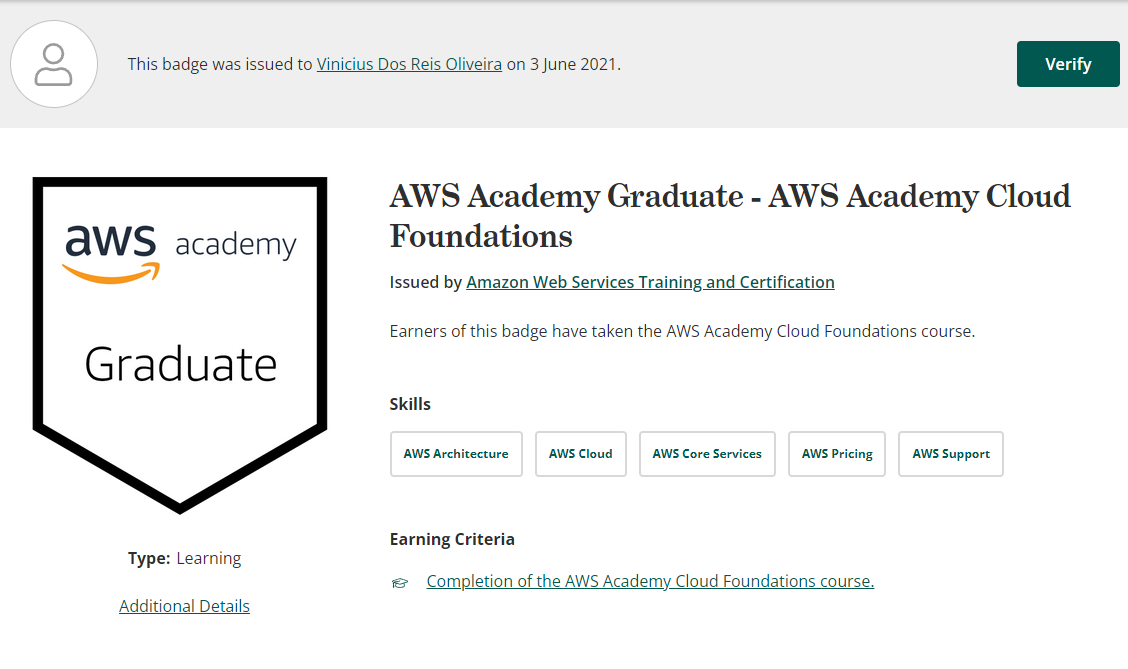 This badge was issued to Vinicius Dos Reis Oliveira on 3 June 2021.
Verify
aws academy
Graduate
Type: Learning
Additional Details
AWS Academy Graduate - AWS Academy Cloud
Foundations
Issued by Amazon Web Services Training and Certification
Earners of this badge have taken the AWS Academy Cloud Foundations course.
Skills
AWS Architecture
AWS Cloud
AWS Core Services
AWS Pricing
AWS Support
Earning Criteria
Completion of the AWS Academy Cloud Foundations course.